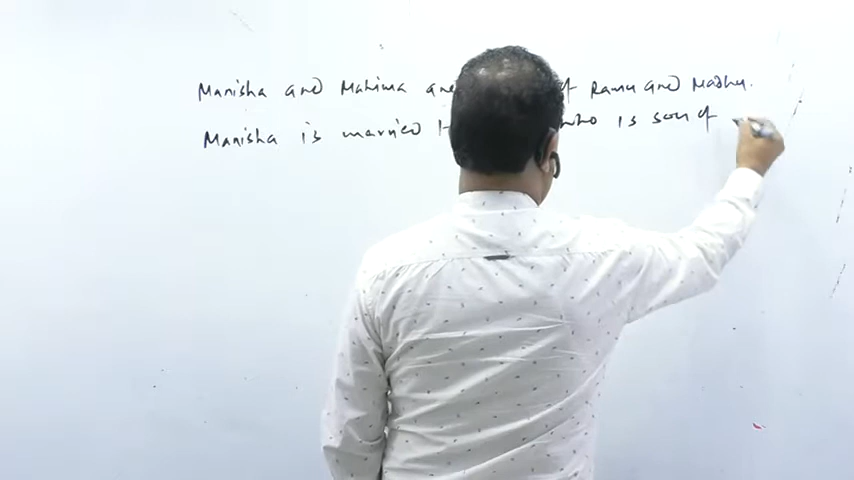 Manisha and Mahima are of Ramu and Madhu.
Manisha is married who is son of